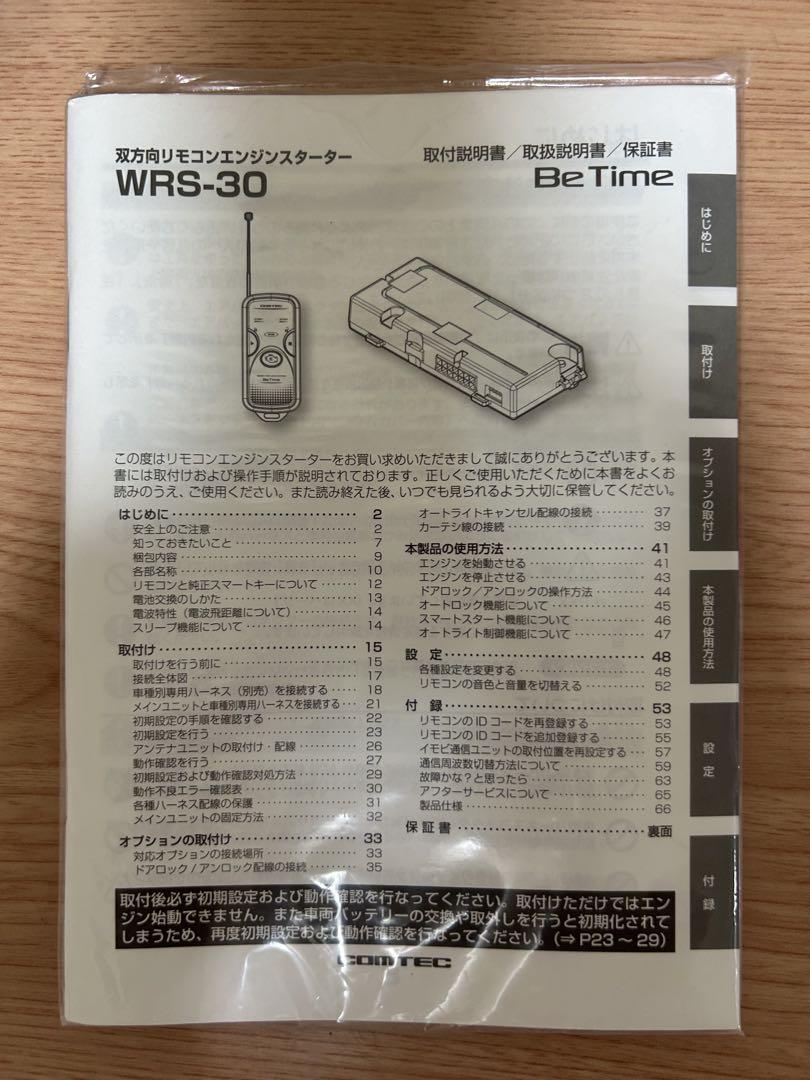 双方向リモコンエンジンスターター
WRS-30
取付説明書／取扱説明書／保証書
BeTime
COMTEC
BeTime
この度はリモコンエンジンスターターをお買い求めいただきまして誠にありがとうございます。本
書には取付けおよび操作手順が説明されております。正しくご使用いただくために本書をよくお
読みのうえ、ご使用ください。また読み終えた後、いつでも見られるよう大切に保管してください。
はじめに 2
安全上のご注意 2
知っておきたいこと 7
梱包内容 9
各部名称 10
リモコンと純正スマートキーについて 12
電池交換のしかた 13
電波特性（電波飛距離について） 14
スリープ機能について 14
取付け 15
取付けを行う前に 15
接続全体図 17
車種別専用ハーネス（別売）を接続する 18
メインユニットと車種別専用ハーネスを接続する 21
初期設定の手順を確認する 22
初期設定を行う 23
アンテナユニットの取付け・配線 26
動作確認を行う 27
初期設定および動作確認対処方法 29
動作不良エラー確認表 30
各種ハーネス配線の保護 31
メインユニットの固定方法 32
オプションの取付け 33
対応オプションの接続場所 33
ドアロック / アンロック配線の接続 35
オートライトキャンセル配線の接続 37
カーテシ線の接続 39
本製品の使用方法 41
エンジンを始動させる 41
エンジンを停止させる 43
ドアロック／アンロックの操作方法 44
オートロック機能について 45
スマートスタート機能について 46
オートライト制御機能について 47
設 定 48
各種設定を変更する 48
リモコンの音色と音量を切替える 52
付 録 53
リモコンの ID コードを再登録する 53
リモコンの ID コードを追加登録する 55
イモビ通信ユニットの取付位置を再設定する 57
通信周波数切替方法について 59
故障かな？と思ったら 63
アフターサービスについて 65
製品仕様 66
保 証 書 裏面
取付後必ず初期設定および動作確認を行なってください。取付けただけではエン
ジン始動できません。また車両バッテリーの交換や取外しを行うと初期化されて
しまうため、再度初期設定および動作確認を行なってください。（⇒ P23 ～ 29）
COMTEC
はじめに
取付け
オプションの取付け
本製品の使用方法
設 定
付 録